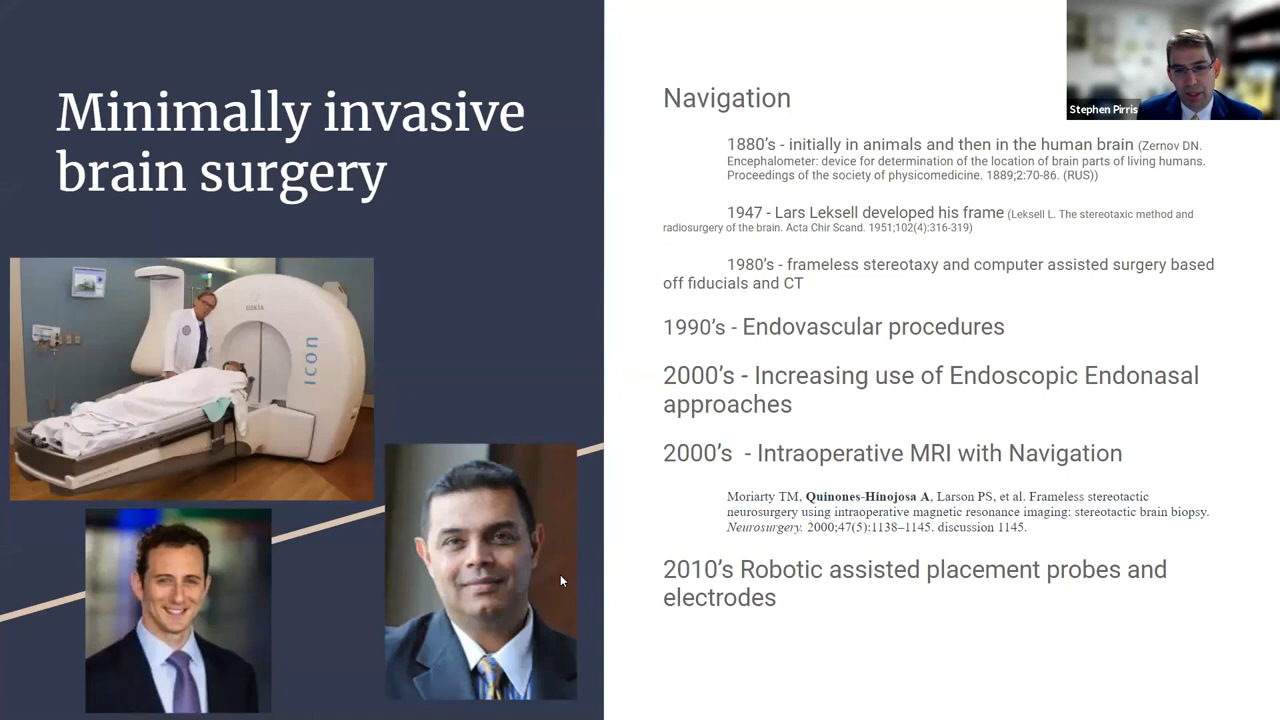 Minimally invasive
brain surgery
ELEKTA
icon
Navigation
1880’s - initially in animals and then in the human brain (Zernov DN.
Encephalometer: device for determination of the location of brain parts of living humans.
Proceedings of the society of physicomedicine. 1889;2:70-86. (RUS))
1947 - Lars Leksell developed his frame (Leksell L. The stereotaxic method and
radiosurgery of the brain. Acta Chir Scand. 1951;102(4):316-319)
1980’s - frameless stereotaxy and computer assisted surgery based
off fiducials and CT
1990’s - Endovascular procedures
2000’s - Increasing use of Endoscopic Endonasal
approaches
2000’s - Intraoperative MRI with Navigation
Moriarty TM, Quinones-Hinojosa A, Larson PS, et al. Frameless stereotactic
neurosurgery using intraoperative magnetic resonance imaging: stereotactic brain biopsy.
Neurosurgery. 2000;47(5):1138–1145. discussion 1145.
2010’s Robotic assisted placement probes and
electrodes
Stephen Pirris